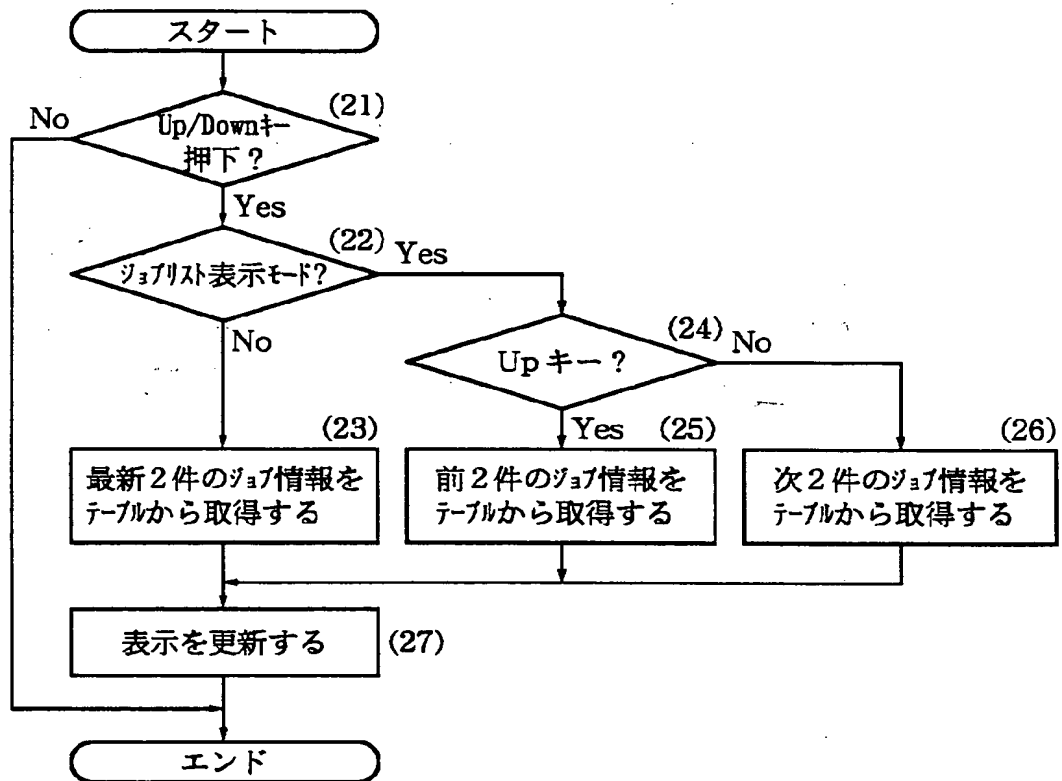 スタート
(21)
No
Up/Downキー
押下？
Yes
(22)
Yes
ジョブリスト表示モード？
No
(24)
No
Upキー？
Yes
(23)
(25)
(26)
最新２件のジョブ情報を
テーブルから取得する
前２件のジョブ情報を
テーブルから取得する
次２件のジョブ情報を
テーブルから取得する
表示を更新する
(27)
エンド